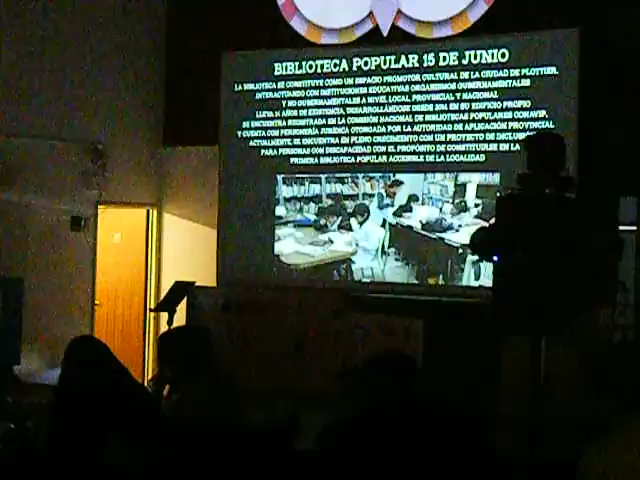 BIBLIOTECA POPULAR 15 DE JUNIO
LA BIBLIOTECA SE CONSTITUYE COMO UN ESPACIO PROMOTOR CULTURAL DE LA CIUDAD DE PLOTTIER,
INTERACTUANDO CON INSTITUCIONES EDUCATIVAS ORGANISMOS GUBERNAMENTALES
Y NO GUBERNAMENTALES A NIVEL LOCAL, PROVINCIAL Y NACIONAL
LLEVA 14 AÑOS DE EXISTENCIA, DESARROLLÁNDOSE DESDE 2014 EN SU EDIFICIO PROPIO
SE ENCUENTRA REGISTRADA EN LA COMISIÓN NACIONAL DE BIBLIOTECAS POPULARES CONAVIP,
Y CUENTA CON PERSONERÍA JURÍDICA OTORGADA POR LA AUTORIDAD DE APLICACIÓN PROVINCIAL
ACTUALMENTE, SE ENCUENTRA EN PLENO CRECIMIENTO CON UN PROYECTO DE
PARA PERSONAS CON DISCAPACIDAD CON EL PROPÓSITO DE CONSTITUIRSE EN LA
PRIMERA BIBLIOTECA POPULAR ACCESIBLE DE LA LOCALIDAD